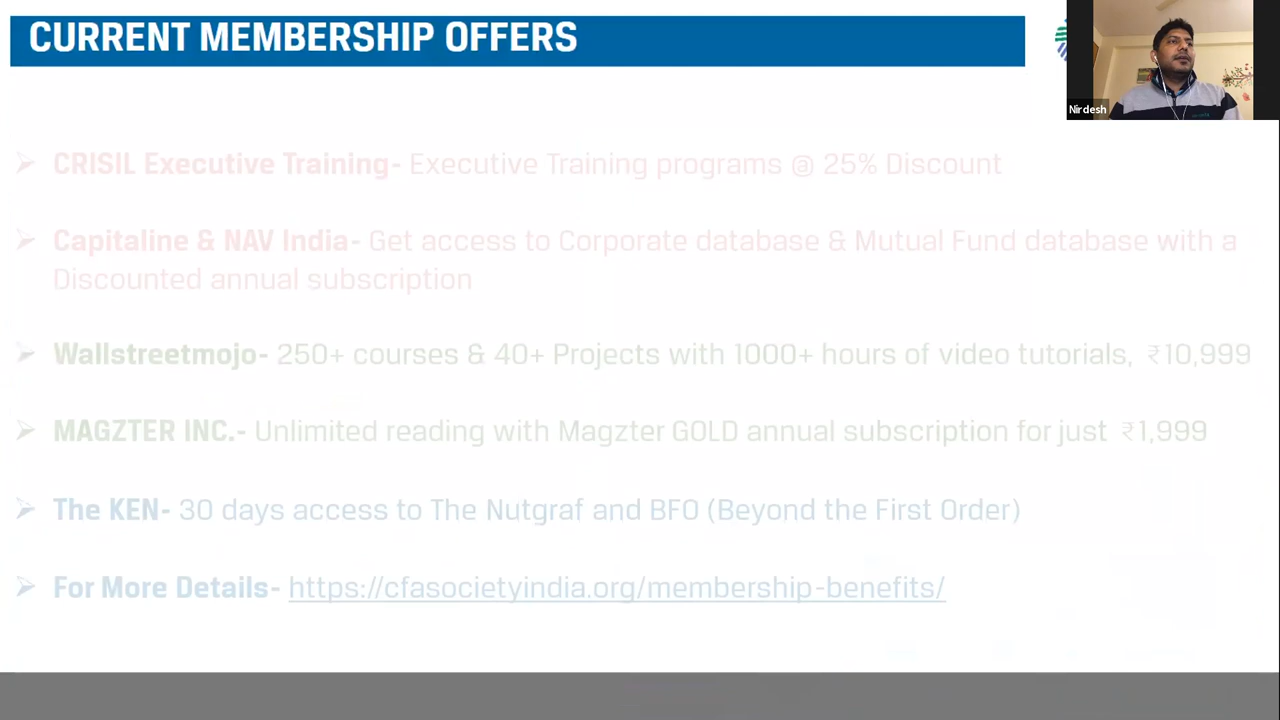 CURRENT MEMBERSHIP OFFERS
Nirdesh
➢ CRISIL Executive Training- Executive Training programs @ 25% Discount
➢ Capitaline & NAV India- Get access to Corporate database & Mutual Fund database with a
Discounted annual subscription
➢ Wallstreetmojo- 250+ courses & 40+ Projects with 1000+ hours of video tutorials, ₹10,999
➢ MAGZTER INC.- Unlimited reading with Magzter GOLD annual subscription for just ₹1,999
➢ The KEN- 30 days access to The Nutgraf and BFO (Beyond the First Order)
➢ For More Details- https://cfasocietyindia.org/membership-benefits/